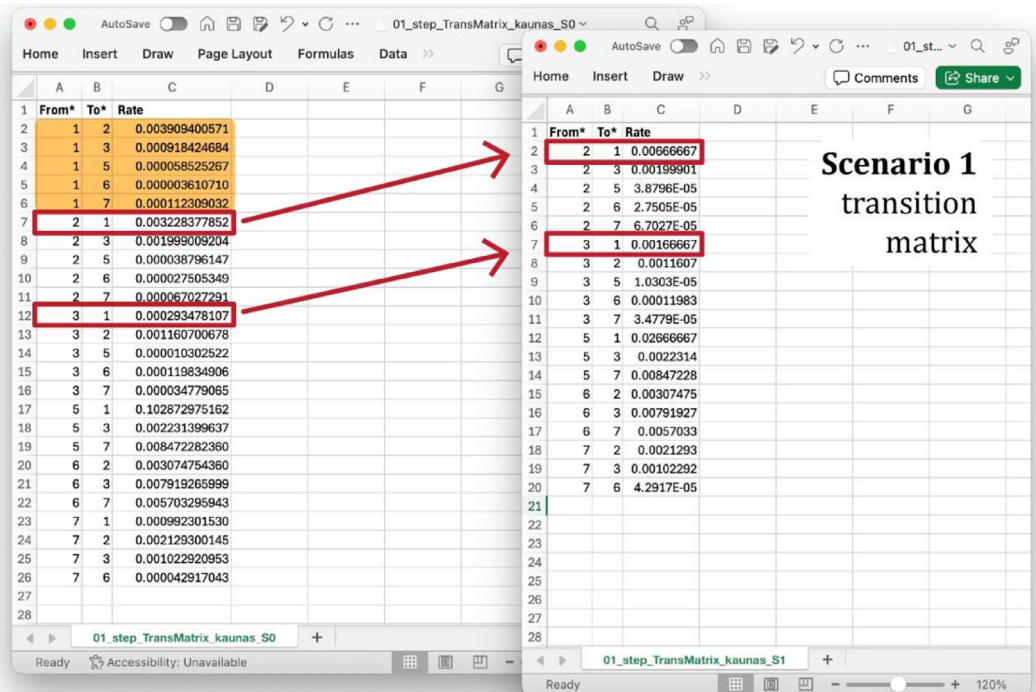 AutoSave 01_step_TransMatrix_kaunas_S0
Home Insert Draw Page Layout Formulas Data >>
A B C D E F G
1 From* To* Rate
2 1 2 0.003909400571
3 1 3 0.000918424684
4 1 5 0.000058525267
5 1 6 0.000003610710
6 1 7 0.000112309032
7 2 1 0.003228377852
8 2 3 0.001999009204
9 2 5 0.000038796147
10 2 6 0.000027505349
11 2 7 0.000067027291
12 3 1 0.000293478107
13 3 2 0.001160700678
14 3 5 0.000010302522
15 3 6 0.000119834906
16 3 7 0.000034779065
17 5 1 0.102872975162
18 5 3 0.002231399637
19 5 7 0.008472282360
20 6 2 0.003074754360
21 6 3 0.007919265999
22 6 7 0.005703295943
23 7 1 0.000992301530
24 7 2 0.002129300145
25 7 3 0.001022920953
26 7 6 0.000042917043
27
28
01_step_TransMatrix_kaunas_S0 +
Ready Accessibility: Unavailable
AutoSave 01_st...
Home Insert Draw >> Comments Share
A B C D E F G
1 From* To* Rate
2 2 1 0.00666667
3 2 3 0.00199901
4 2 5 3.8796E-05
5 2 6 2.7505E-05
6 2 7 6.7027E-05
7 3 1 0.00166667
8 3 2 0.0011607
9 3 5 1.0303E-05
10 3 6 0.00011983
11 3 7 3.4779E-05
12 5 1 0.02666667
13 5 3 0.0022314
14 5 7 0.00847228
15 6 2 0.00307475
16 6 3 0.00791927
17 6 7 0.0057033
18 7 2 0.0021293
19 7 3 0.00102292
20 7 6 4.2917E-05
21
22
23
24
25
26
27
28
Scenario 1
transition
matrix
01_step_TransMatrix_kaunas_S1 +
Ready 120%